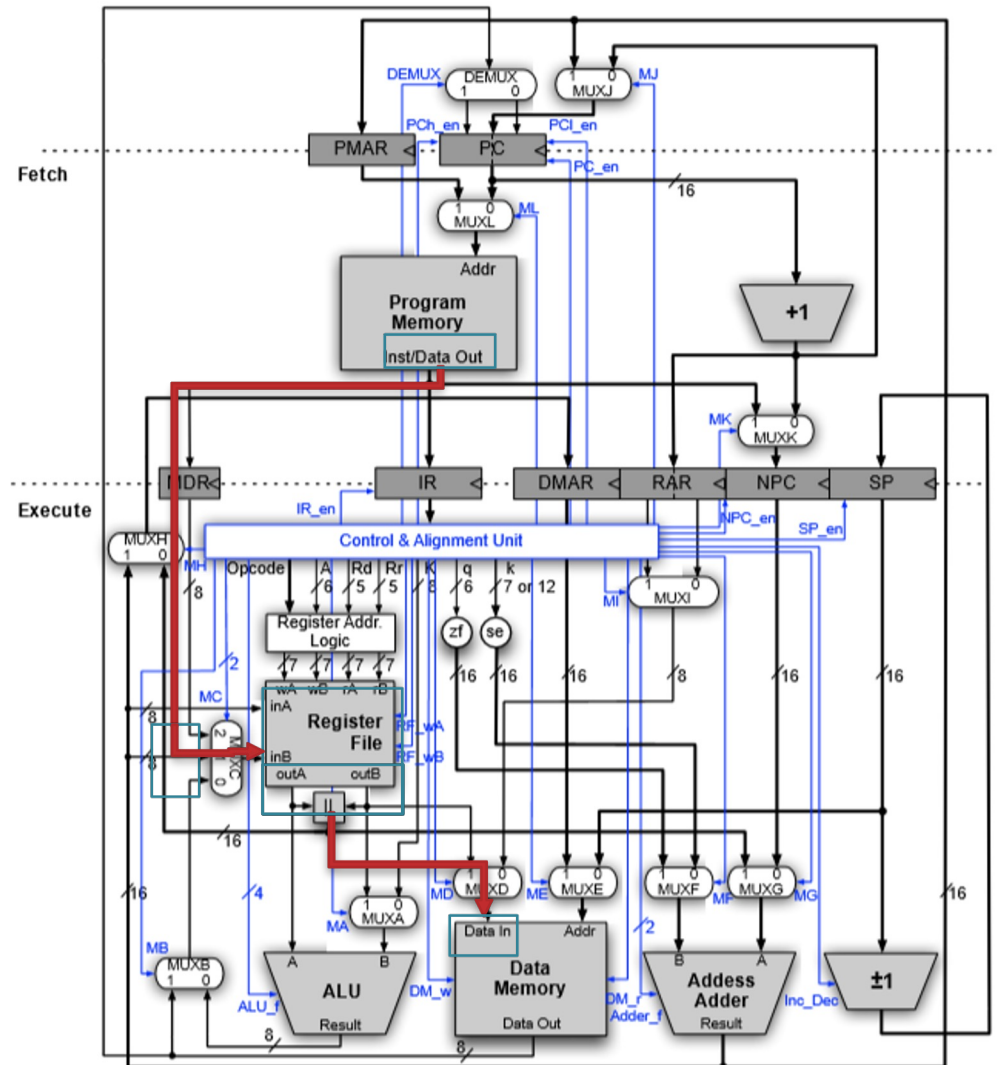 DEMUX
DEMUX
1 0
1 0
MUXJ
MJ
PCh_en
PCl_en
PMAR
PC
PC_en
Fetch
16
1 0
MUXL
ML
Addr
Program
Memory
Inst/Data Out
+1
MK
1 0
MUXK
MDR
IR
DMAR
RAR
NPC
SP
Execute
IR_en
NPC_en
SP_en
Control & Alignment Unit
MUXH
1 0
MH
8
Opcode
A
6
Rd
5
Rr
5
K
8
q
6
k
7 or 12
MI
1 0
MUXI
Register Addr.
Logic
zf
se
2
7
7
7
7
16
16
16
8
16
16
MC
wA wB rA rB
inA
Register
File
RF_wA
RF_wB
8
2
1
0
MUXC
inB
8
outA outB
16
1 0
MUXD
MD
1 0
MUXE
ME
1 0
MUXF
MF
1 0
MUXG
MG
16
4
16
1 0
MUXA
MA
2
MB
MUXB
1 0
A B
ALU
Result
ALU_f
Data In
Addr
Data
Memory
Data Out
DM_w
DM_r
Adder_f
B A
Addess
Adder
Result
Inc_Dec
±1
8
8